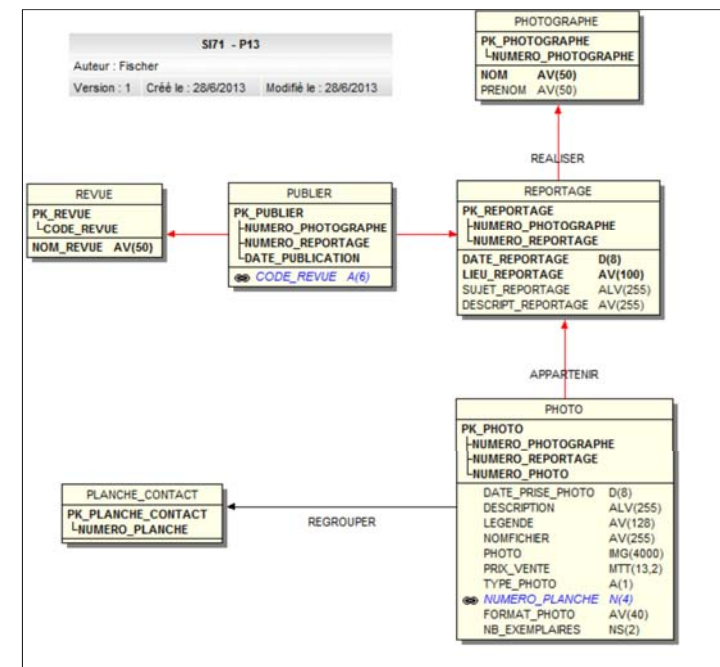 SI71 - P13
Auteur : Fischer
Version : 1 Créé le : 28/6/2013 Modifié le : 28/6/2013
PHOTOGRAPHE
PK_PHOTOGRAPHE
NUMERO_PHOTOGRAPHE
NOM AV(50)
PRENOM AV(50)
REALISER
REVUE
PK_REVUE
CODE_REVUE
NOM_REVUE AV(50)
PUBLIER
PK_PUBLIER
NUMERO_PHOTOGRAPHE
NUMERO_REPORTAGE
DATE_PUBLICATION
CODE_REVUE A(6)
REPORTAGE
PK_REPORTAGE
NUMERO_PHOTOGRAPHE
NUMERO_REPORTAGE
DATE_REPORTAGE D(8)
LIEU_REPORTAGE AV(100)
SUJET_REPORTAGE ALV(255)
DESCRIPT_REPORTAGE AV(255)
APPARTENIR
PHOTO
PK_PHOTO
NUMERO_PHOTOGRAPHE
NUMERO_REPORTAGE
NUMERO_PHOTO
DATE_PRISE_PHOTO D(8)
DESCRIPTION ALV(255)
LEGENDE AV(128)
NOMFICHIER AV(255)
PHOTO IMG(4000)
PRIX_VENTE MTT(13,2)
TYPE_PHOTO A(1)
NUMERO_PLANCHE N(4)
FORMAT_PHOTO AV(40)
NB_EXEMPLAIRES NS(2)
PLANCHE_CONTACT
PK_PLANCHE_CONTACT
NUMERO_PLANCHE
REGROUPER